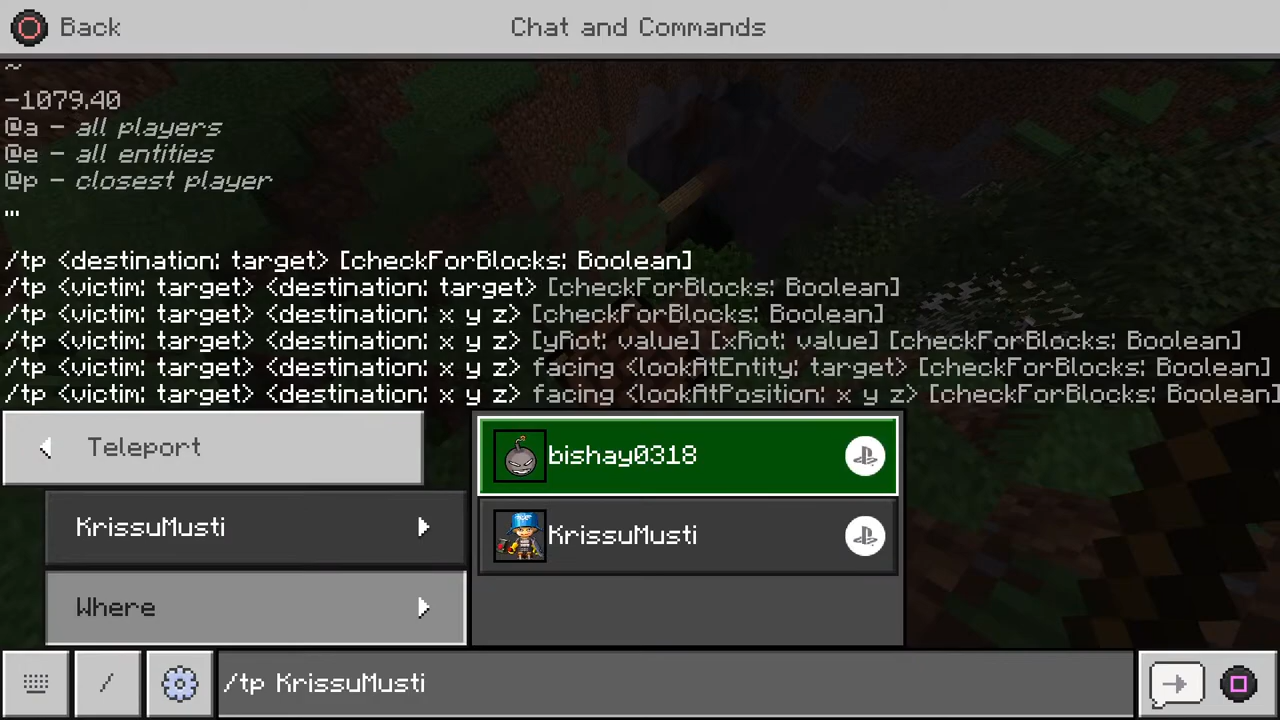 Back
Chat and Commands
~
-1079.40
@a - all players
@e - all entities
@p - closest player
...
/tp <destination: target> [checkForBlocks: Boolean]
/tp <victim: target> <destination: target> [checkForBlocks: Boolean]
/tp <victim: target> <destination: x y z> [checkForBlocks: Boolean]
/tp <victim: target> <destination: x y z> [yRot: value] [xRot: value] [checkForBlocks: Boolean]
/tp <victim: target> <destination: x y z> facing <lookAtEntity: target> [checkForBlocks: Boolean]
/tp <victim: target> <destination: x y z> facing <lookAtPosition: x y z> [checkForBlocks: Boolean]
Teleport
KrissuMusti
Where
bishay0318
KrissuMusti
/
/tp KrissuMusti